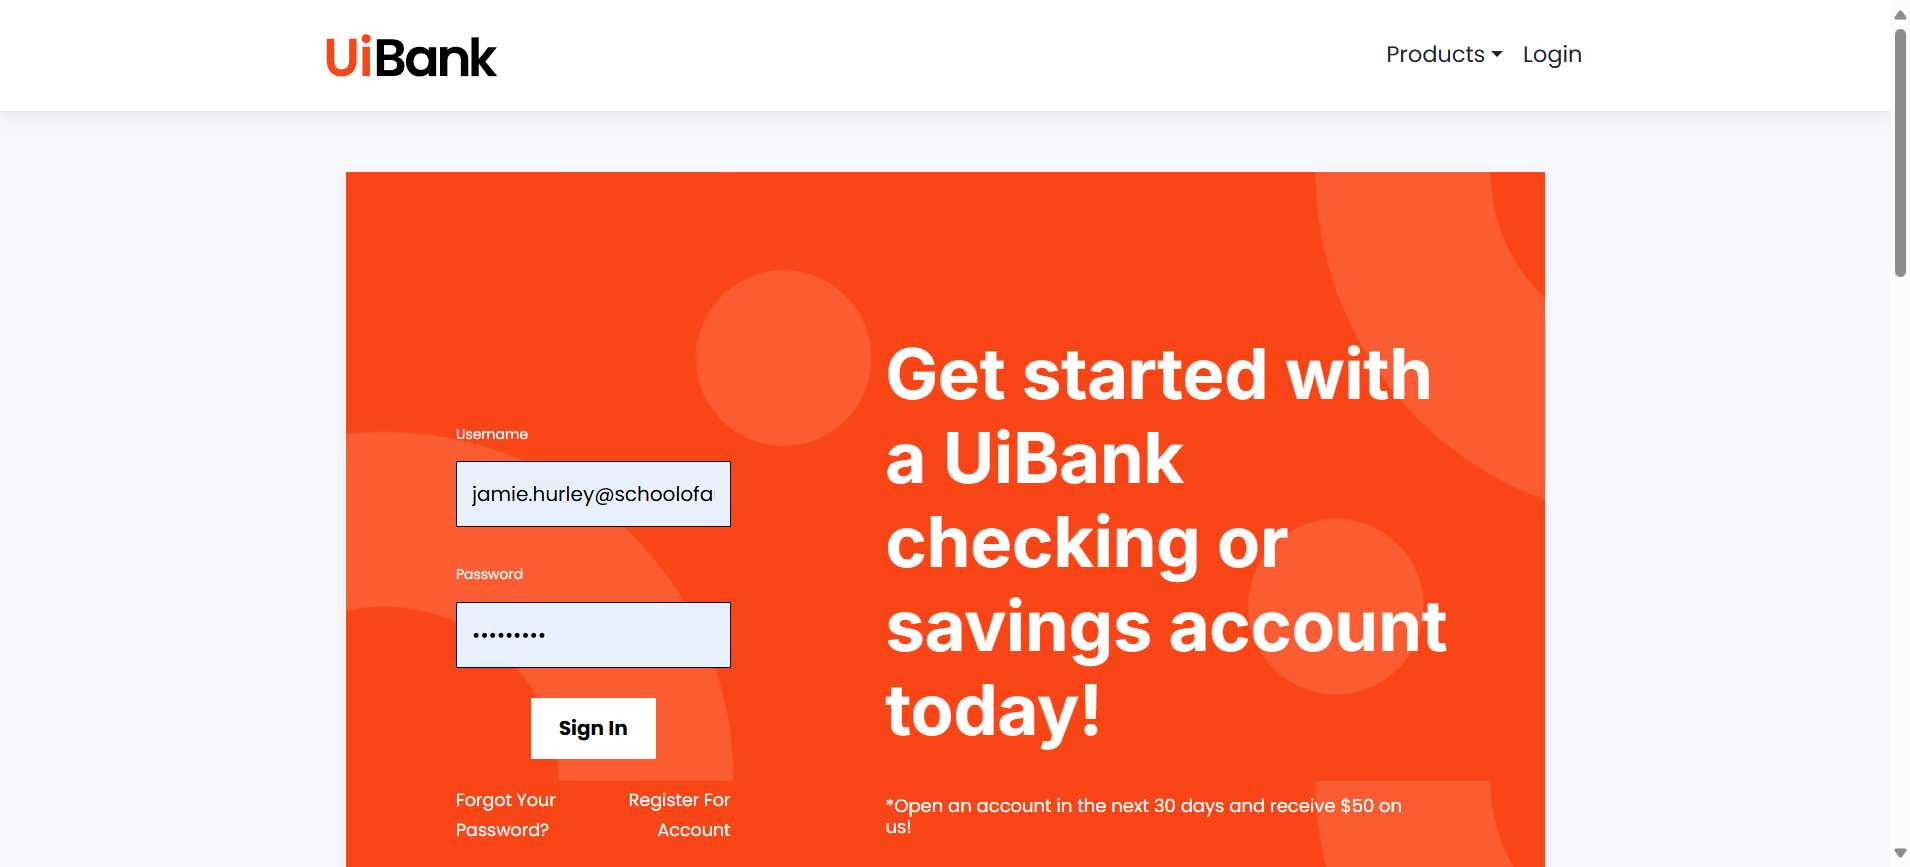 UiBank
Products
Login
Username
jamie.hurley@schoolofa
Password
•••••••••
Sign In
Forgot Your
Password?
Register For
Account
Get started with
a UiBank
checking or
savings account
today!
*Open an account in the next 30 days and receive $50 on
us!